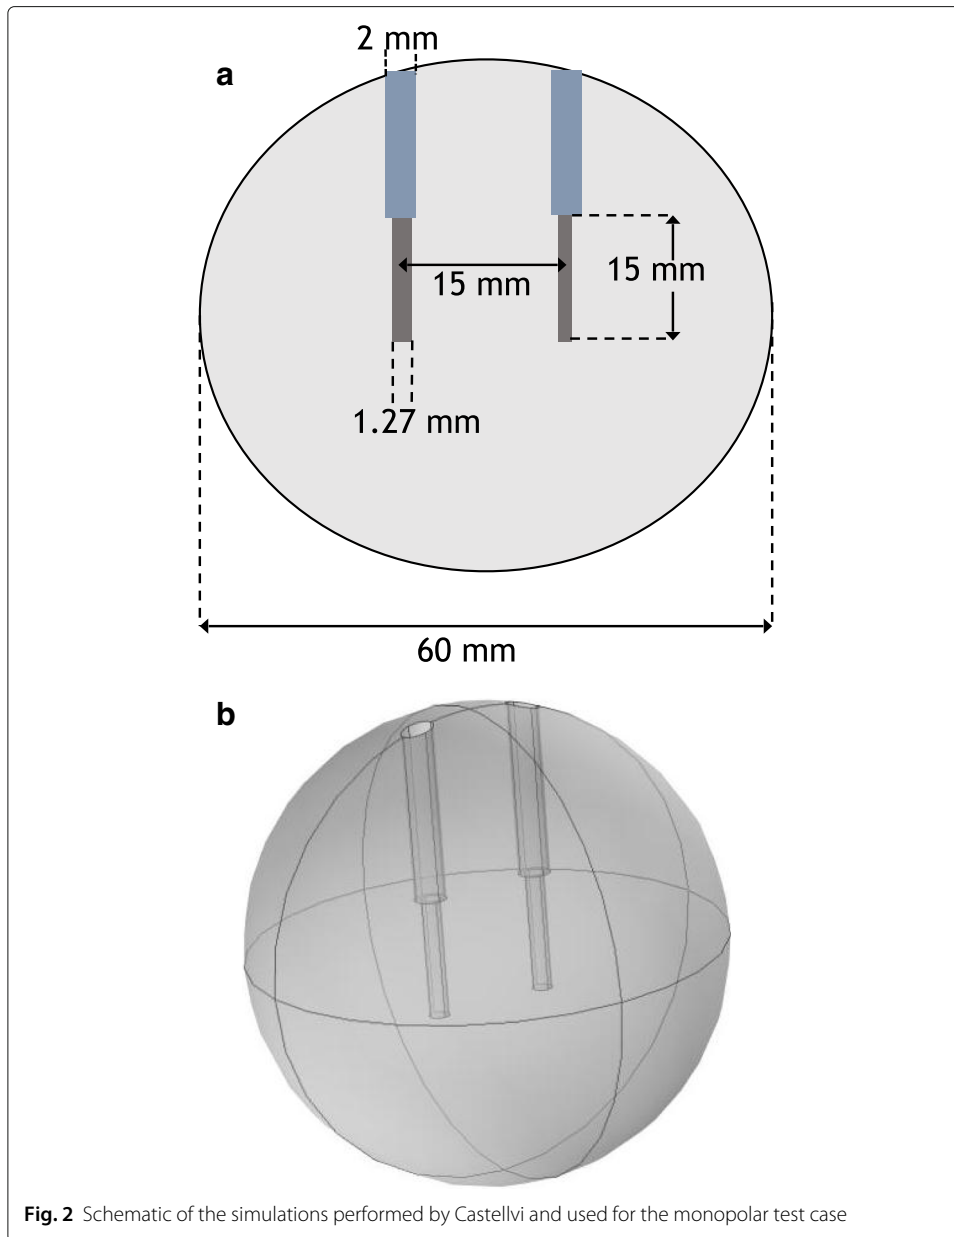 2 mm
a
15 mm
15 mm
1.27 mm
60 mm
b
Fig. 2 Schematic of the simulations performed by Castellvi and used for the monopolar test case